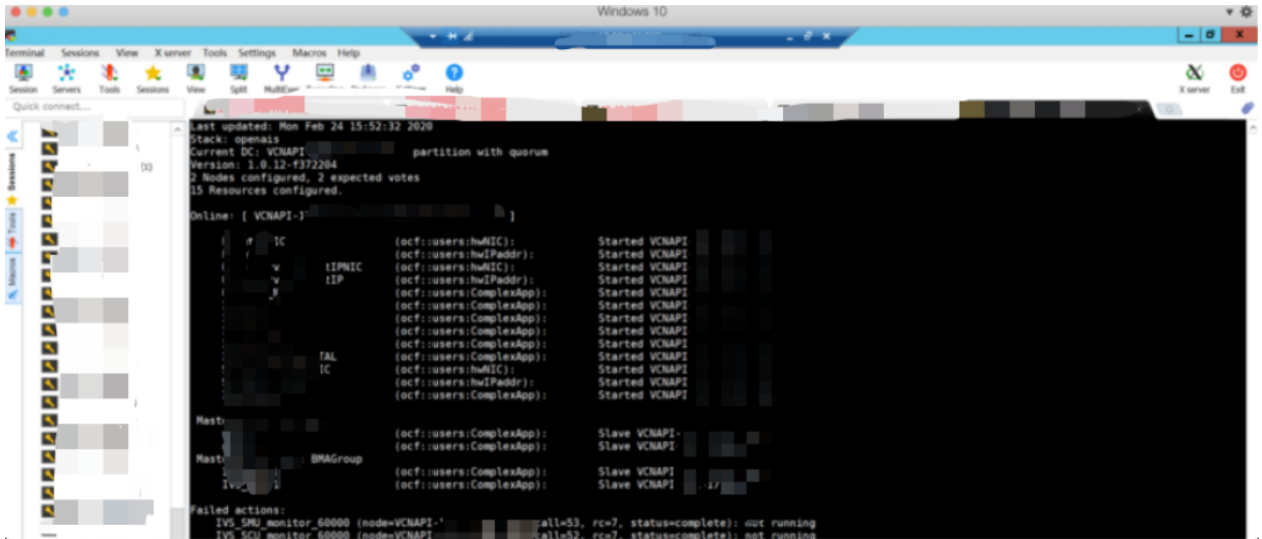 Windows 10
Terminal Sessions View X server Tools Settings Macros Help
Session Servers Tools Sessions View Split Help X server Exit
Quick connect...
Sessions
Tools
Macros
(1)
Last updated: Mon Feb 24 15:52:32 2020
Stack: openais
Current DC: VCNAPI partition with quorum
Version: 1.0.12-f372204
2 Nodes configured, 2 expected votes
15 Resources configured.
Online: [ VCNAPI- ]
IC (ocf::users:hwNIC): Started VCNAPI
(ocf::users:hwIPaddr): Started VCNAPI
tIPNIC (ocf::users:hwNIC): Started VCNAPI
tIP (ocf::users:hwIPaddr): Started VCNAPI
(ocf::users:ComplexApp): Started VCNAPI
(ocf::users:ComplexApp): Started VCNAPI
(ocf::users:ComplexApp): Started VCNAPI
(ocf::users:ComplexApp): Started VCNAPI
(ocf::users:ComplexApp): Started VCNAPI
TAL (ocf::users:ComplexApp): Started VCNAPI
IC (ocf::users:hwNIC): Started VCNAPI
(ocf::users:hwIPaddr): Started VCNAPI
(ocf::users:ComplexApp): Started VCNAPI
Mast
(ocf::users:ComplexApp): Slave VCNAPI-
(ocf::users:ComplexApp): Slave VCNAPI
Mast BMAGroup
(ocf::users:ComplexApp): Slave VCNAPI
(ocf::users:ComplexApp): Slave VCNAPI
Failed actions:
IVS_SMU_monitor_60000 (node=VCNAPI- call=53, rc=7, status=complete): not running
IVS_SCU_monitor_60000 (node=VCNAPI call=52, rc=7, status=complete): not running